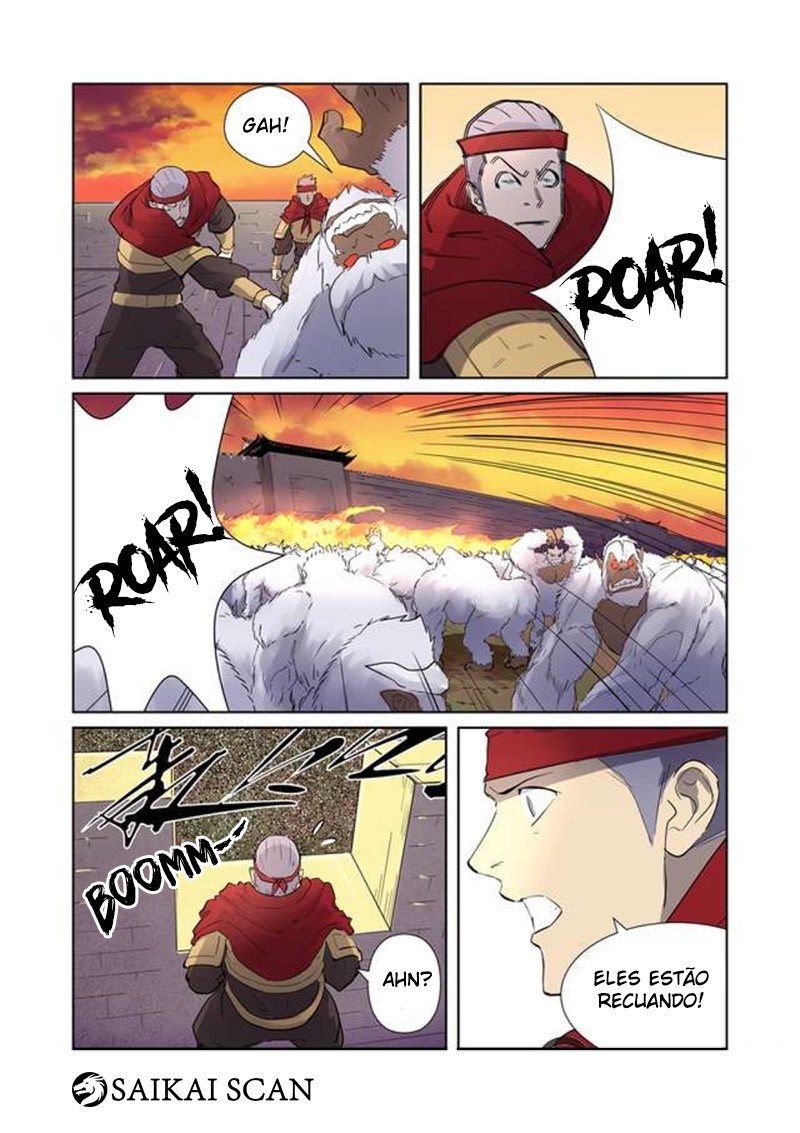 GAH!
ROAR!
ROAR!
BOOMM--
AHN?
ELES ESTÃO
RECUANDO!
SAIKAI SCAN